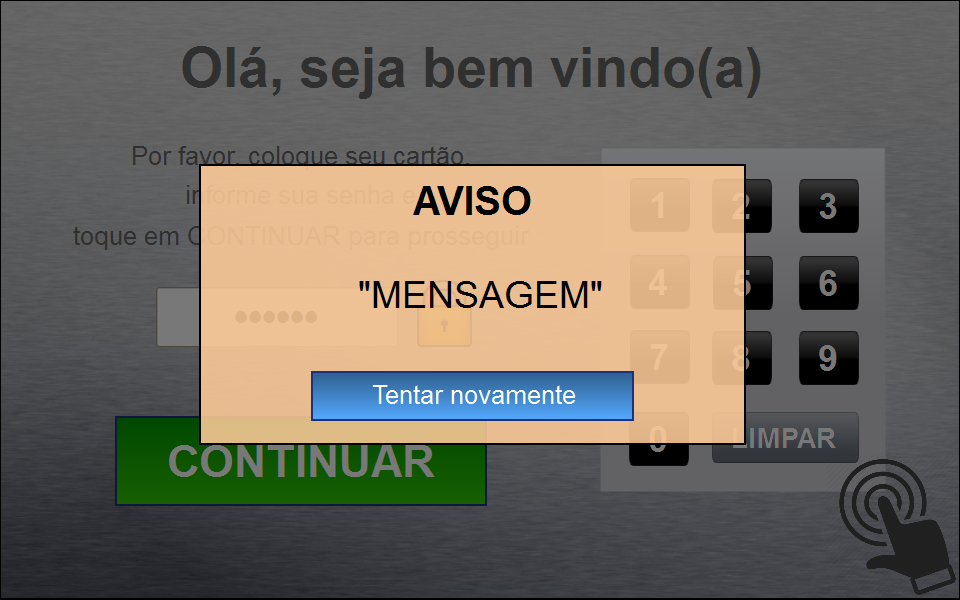 Olá, seja bem vindo(a)
Por favor, coloque seu cartão,
informe sua senha e
toque em CONTINUAR para prosseguir
AVISO
"MENSAGEM"
Tentar novamente
CONTINUAR
1 2 3
4 5 6
7 8 9
0 LIMPAR